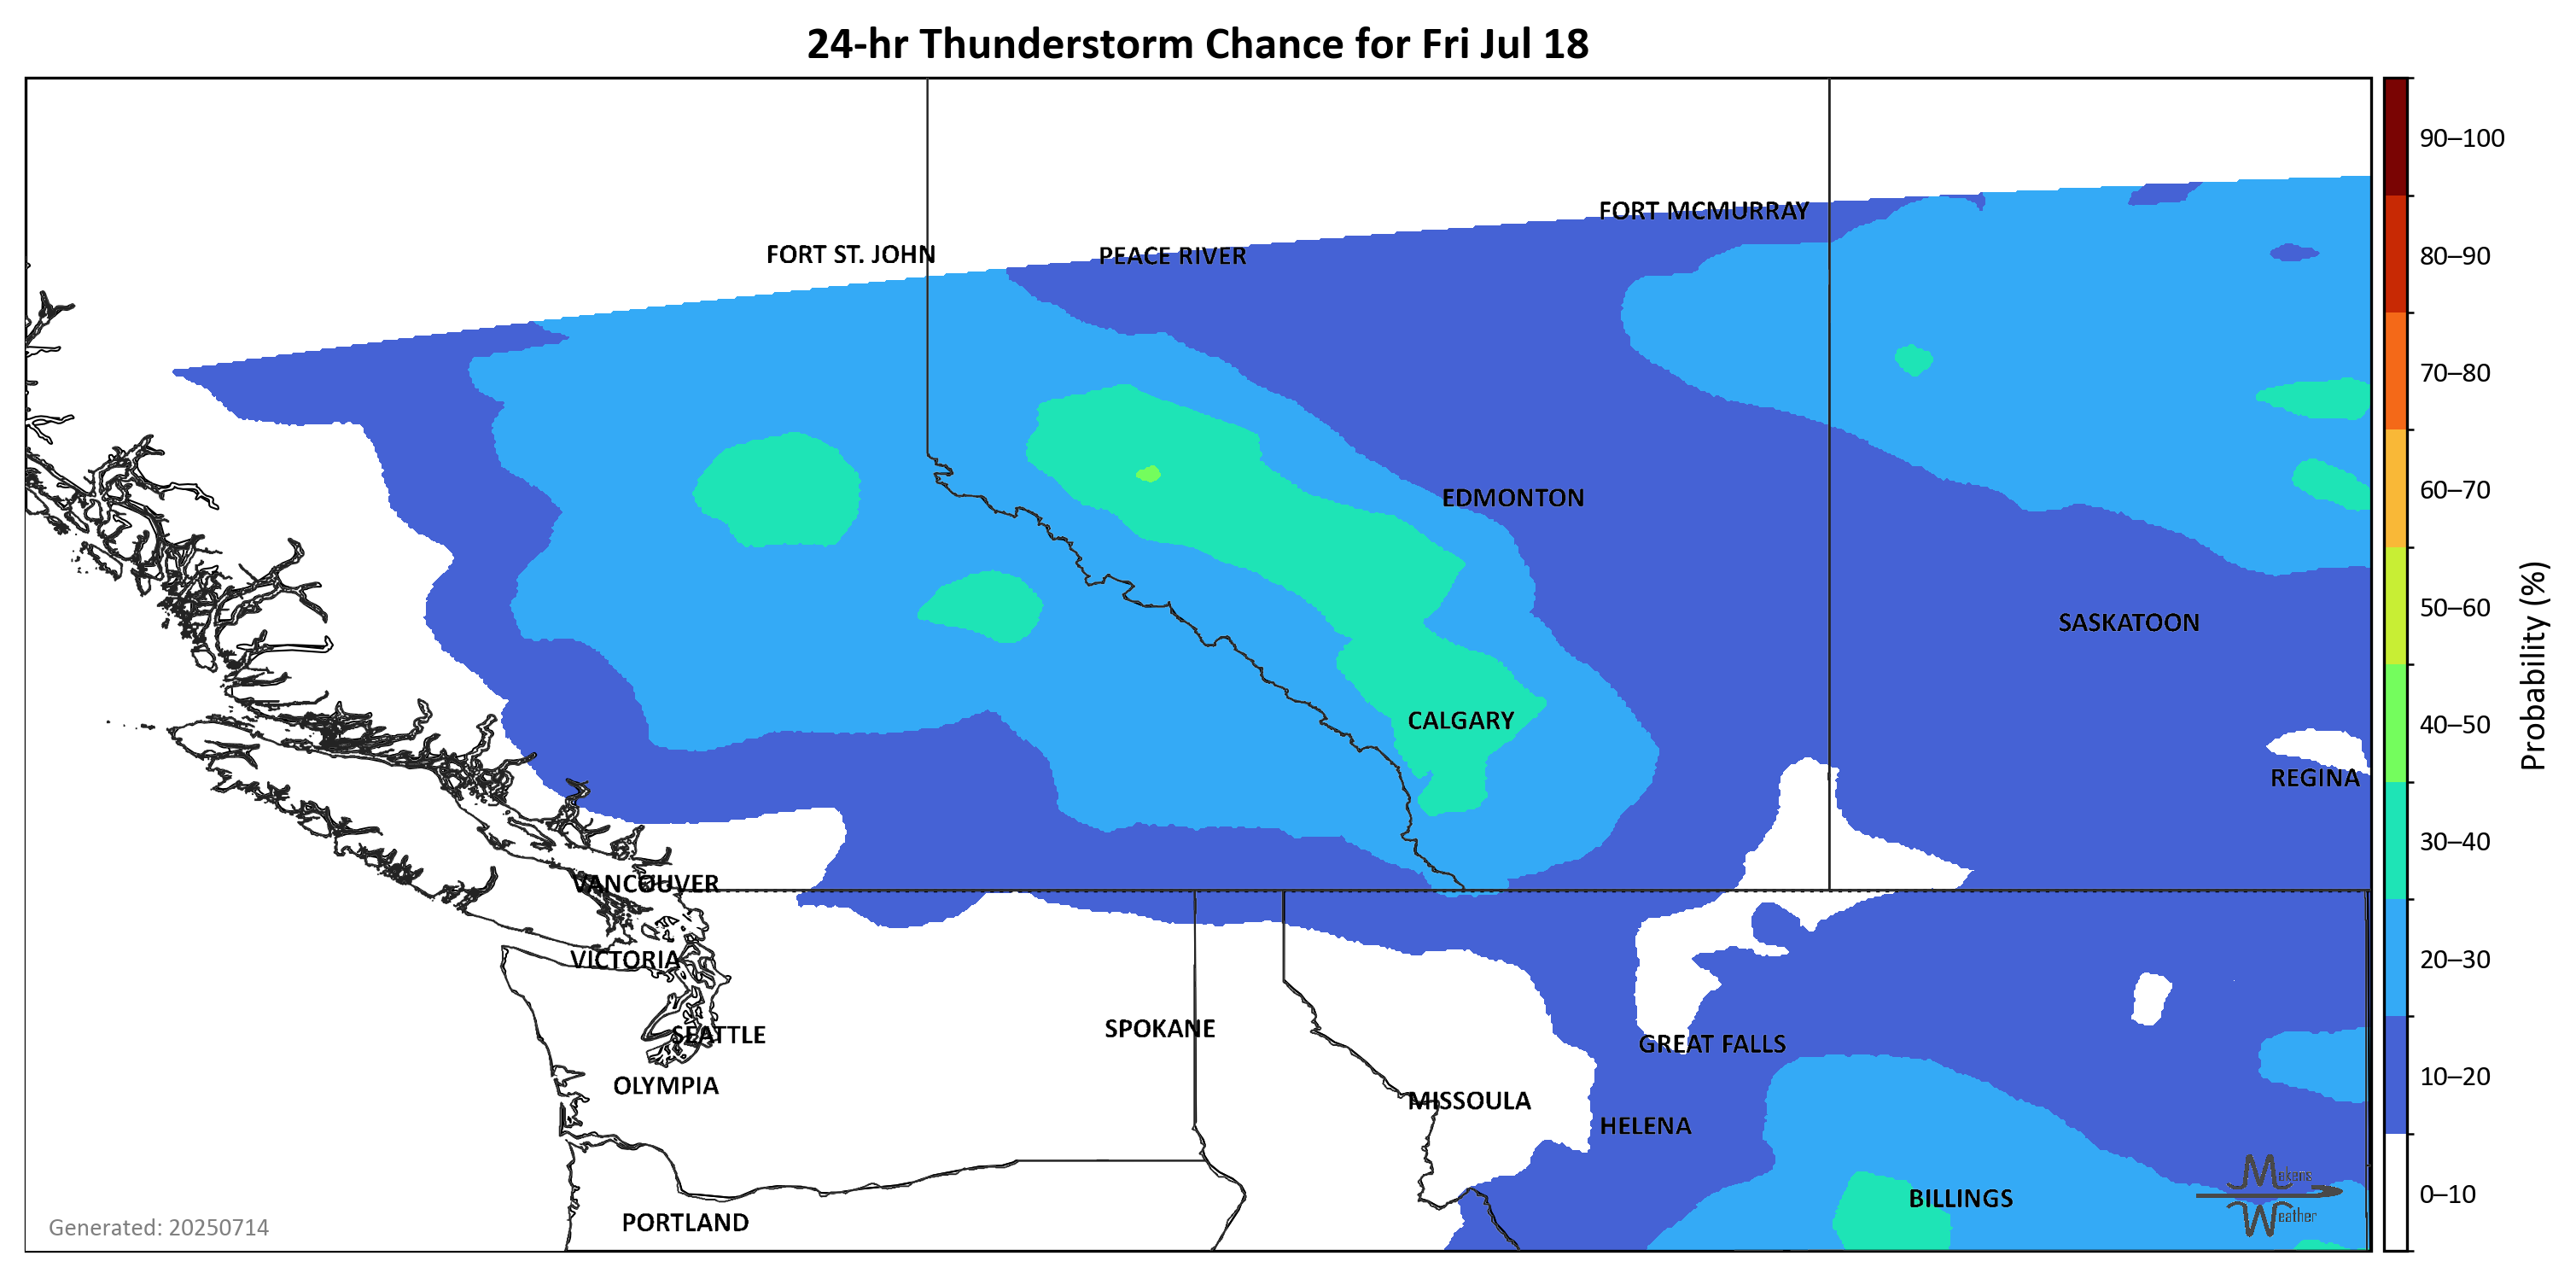 24-hr Thunderstorm Chance for Fri Jul 18
FORT MCMURRAY
FORT ST. JOHN
PEACE RIVER
EDMONTON
SASKATOON
CALGARY
REGINA
VANCOUVER
VICTORIA
SPOKANE
SEATTLE
GREAT FALLS
OLYMPIA
MISSOULA
HELENA
BILLINGS
PORTLAND
Generated: 20250714
Mekens
Weather
90–100
80–90
70–80
60–70
50–60
40–50
30–40
20–30
10–20
0–10
Probability (%)